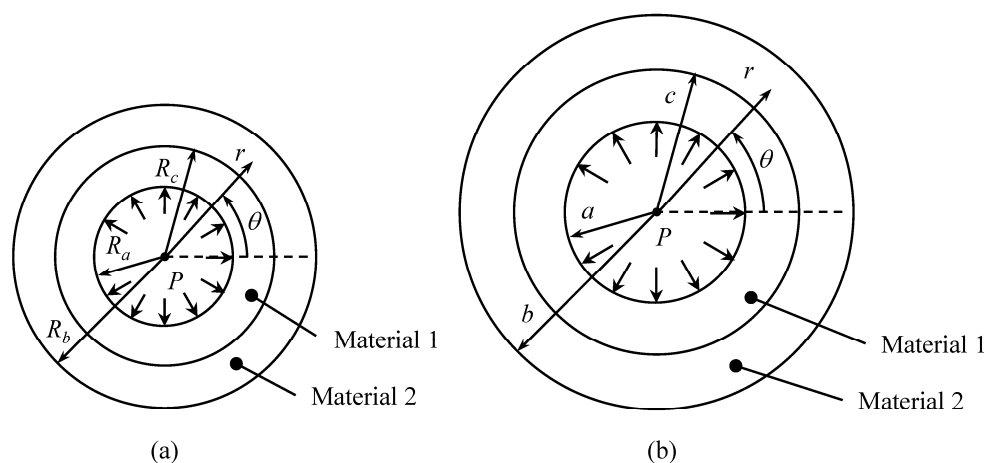 R_c
r
θ
R_a
P
R_b
Material 1
Material 2
(a)
c
r
θ
a
P
b
Material 1
Material 2
(b)